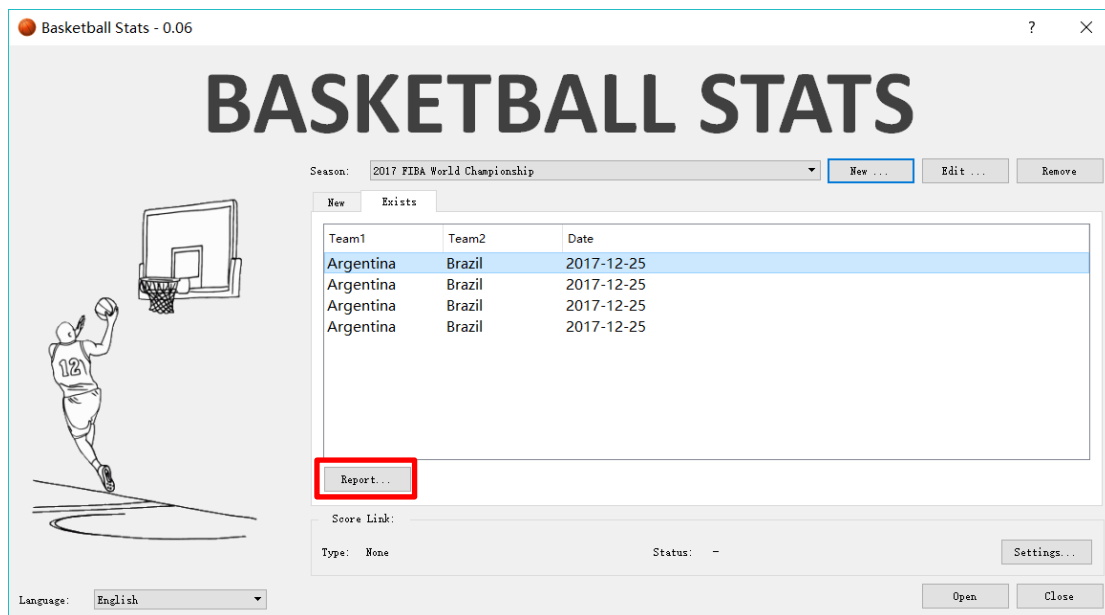 Basketball Stats - 0.06 ?
BASKETBALL STATS
Season: 2017 FIBA World Championship New ... Edit ... Remove
New Exists
Team1 Team2 Date
Argentina Brazil 2017-12-25
Argentina Brazil 2017-12-25
Argentina Brazil 2017-12-25
Argentina Brazil 2017-12-25
12
Report...
Score Link:
Type: None Status: - Settings...
Language: English Open Close